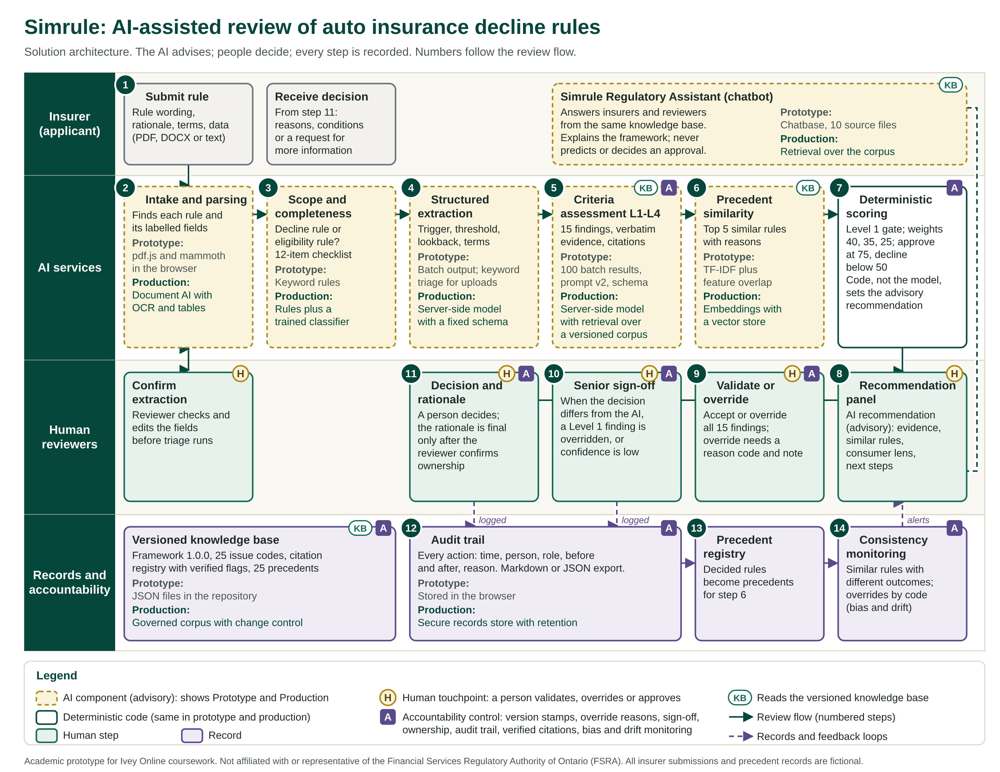 Simrule: AI-assisted review of auto insurance decline rules
Solution architecture. The AI advises; people decide; every step is recorded. Numbers follow the review flow.
Insurer
(applicant)
1
Submit rule
Rule wording,
rationale, terms, data
(PDF, DOCX or text)
Receive decision
From step 11:
reasons, conditions
or a request for
more information
KB
Simrule Regulatory Assistant (chatbot)
Answers insurers and reviewers
from the same knowledge base.
Explains the framework; never
predicts or decides an approval.
Prototype:
Chatbase, 10 source files
Production:
Retrieval over the corpus
AI services
2
Intake and parsing
Finds each rule and
its labelled fields
Prototype:
pdf.js and mammoth
in the browser
Production:
Document AI with
OCR and tables
3
Scope and
completeness
Decline rule or
eligibility rule?
12-item checklist
Prototype:
Keyword rules
Production:
Rules plus a
trained classifier
4
Structured
extraction
Trigger, threshold,
lookback, terms
Prototype:
Batch output; keyword
triage for uploads
Production:
Server-side model
with a fixed schema
5
KB
A
Criteria
assessment L1-L4
15 findings, verbatim
evidence, citations
Prototype:
100 batch results,
prompt v2, schema
Production:
Server-side model
with retrieval over
a versioned corpus
6
KB
Precedent
similarity
Top 5 similar rules
with reasons
Prototype:
TF-IDF plus
feature overlap
Production:
Embeddings with
a vector store
7
A
Deterministic
scoring
Level 1 gate; weights
40, 35, 25; approve
at 75, decline
below 50
Code, not the model,
sets the advisory
recommendation
Human
reviewers
H
Confirm
extraction
Reviewer checks and
edits the fields
before triage runs
11
H
A
Decision and
rationale
A person decides;
the rationale is final
only after the
reviewer confirms
ownership
10
H
A
Senior sign-off
When the decision
differs from the AI,
a Level 1 finding is
overridden, or
confidence is low
9
H
A
Validate or
override
Accept or override
all 15 findings;
override needs a
reason code and note
8
H
Recommendation
panel
AI recommendation
(advisory): evidence,
similar rules,
consumer lens,
next steps
logged
logged
alerts
Records and
accountability
KB
A
Versioned knowledge base
Framework 1.0.0, 25 issue codes, citation
registry with verified flags, 25 precedents
Prototype:
JSON files in the repository
Production:
Governed corpus with change control
12
A
Audit trail
Every action: time, person, role, before
and after, reason. Markdown or JSON export.
Prototype:
Stored in the browser
Production:
Secure records store with retention
13
Precedent
registry
Decided rules
become precedents
for step 6
14
A
Consistency
monitoring
Similar rules with
different outcomes;
overrides by code
(bias and drift)
Legend
AI component (advisory): shows Prototype and Production
Deterministic code (same in prototype and production)
Human step
Record
H
Human touchpoint: a person validates, overrides or approves
A
Accountability control: version stamps, override reasons, sign-off,
ownership, audit trail, verified citations, bias and drift monitoring
KB
Reads the versioned knowledge base
Review flow (numbered steps)
Records and feedback loops
Academic prototype for Ivey Online coursework. Not affiliated with or representative of the Financial Services Regulatory Authority of Ontario (FSRA). All insurer submissions and precedent records are fictional.